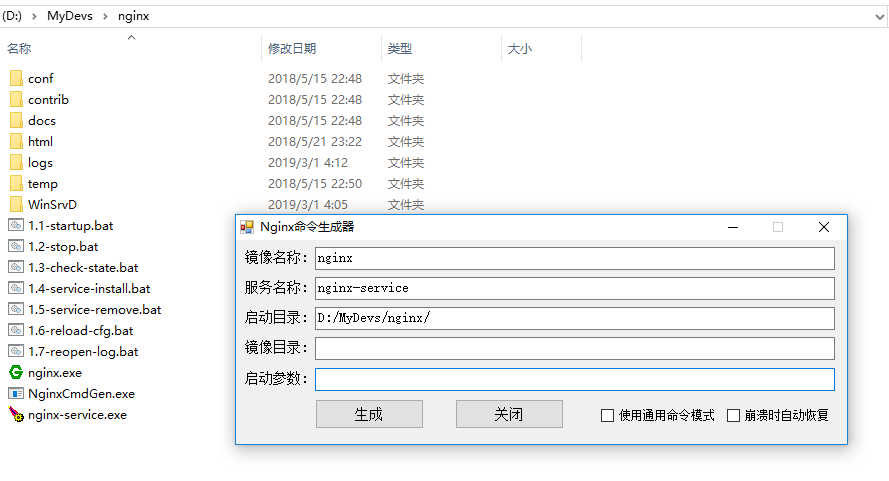 (D:) > MyDevs > nginx
名称 修改日期 类型 大小
conf 2018/5/15 22:48 文件夹
contrib 2018/5/15 22:48 文件夹
docs 2018/5/15 22:48 文件夹
html 2018/5/21 23:22 文件夹
logs 2019/3/1 4:12 文件夹
temp 2018/5/15 22:50 文件夹
WinSrvD 2019/3/1 4:05 文件夹
1.1-startup.bat
1.2-stop.bat
1.3-check-state.bat
1.4-service-install.bat
1.5-service-remove.bat
1.6-reload-cfg.bat
1.7-reopen-log.bat
nginx.exe
NginxCmdGen.exe
nginx-service.exe
Nginx命令生成器
镜像名称: nginx
服务名称: nginx-service
启动目录: D:/MyDevs/nginx/
镜像目录:
启动参数:
生成 关闭 使用通用命令模式 崩溃时自动恢复